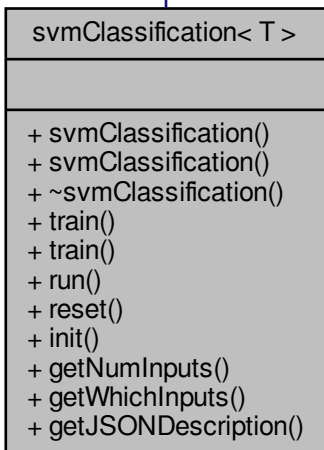 svmClassification< T >
+ svmClassification()
+ svmClassification()
+ ~svmClassification()
+ train()
+ train()
+ run()
+ reset()
+ init()
+ getNumInputs()
+ getWhichInputs()
+ getJSONDescription()